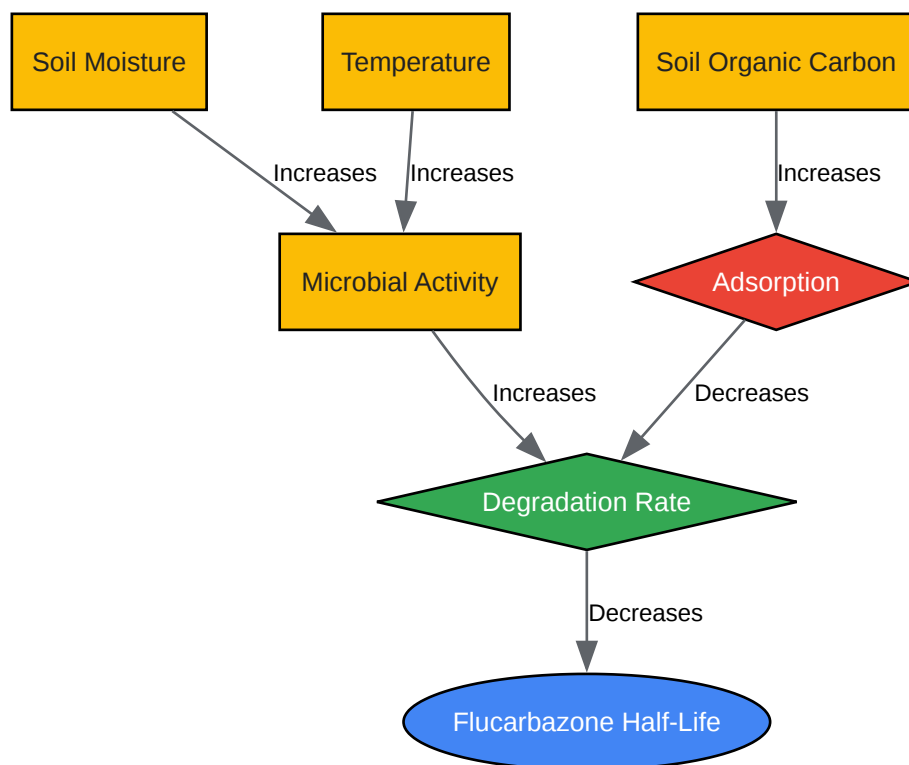 Soil Moisture
Temperature
Soil Organic Carbon
Increases
Increases
Increases
Microbial Activity
Adsorption
Increases
Decreases
Degradation Rate
Decreases
Flucarbazone Half-Life